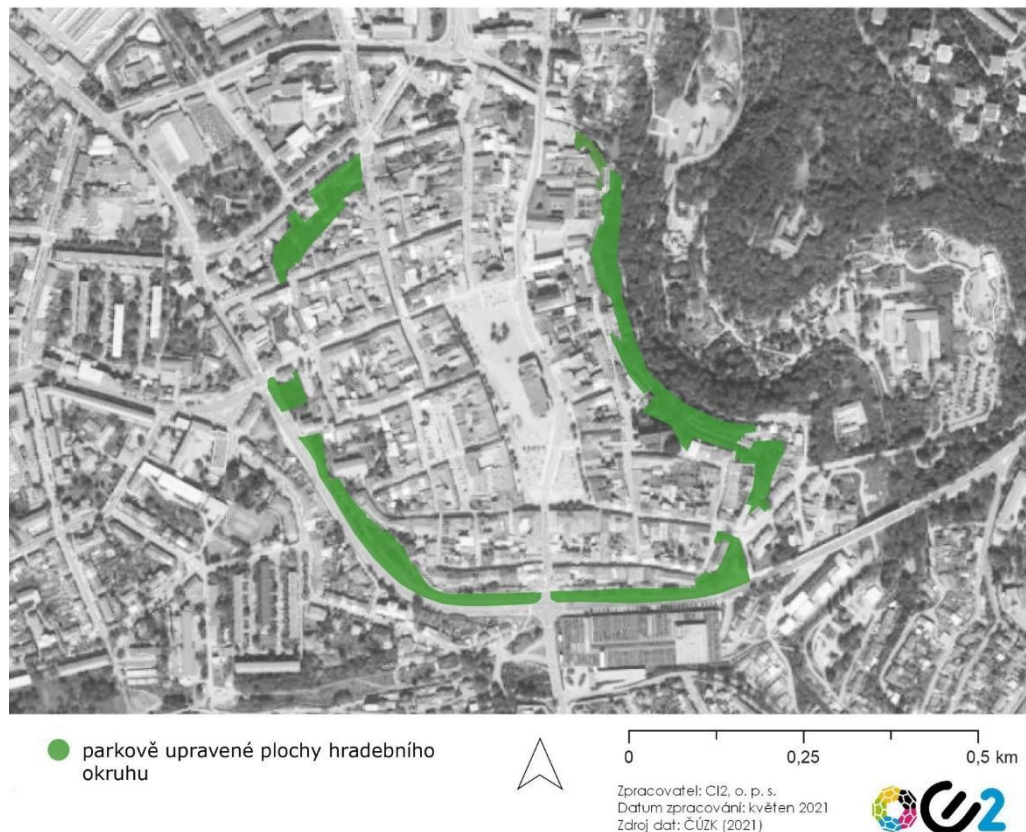 parkově upravené plochy hradebního
okruhu
0
0,25
0,5 km
Zpracovatel: CI2, o. p. s.
Datum zpracování: květen 2021
Zdroj dat: ČÚZK (2021)
CI2